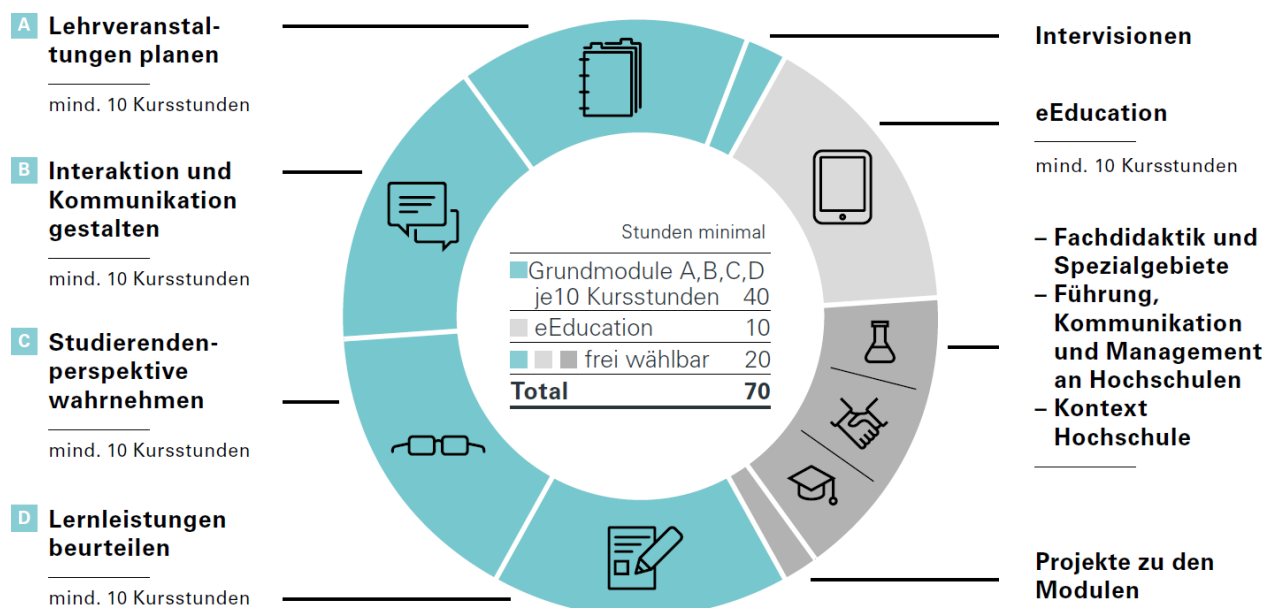 A Lehrveranstal-
tungen planen
mind. 10 Kursstunden
B Interaktion und
Kommunikation
gestalten
mind. 10 Kursstunden
C Studierenden-
perspektive
wahrnehmen
mind. 10 Kursstunden
D Lernleistungen
beurteilen
mind. 10 Kursstunden
Stunden minimal
Grundmodule A,B,C,D
je10 Kursstunden 40
eEducation 10
frei wählbar 20
Total 70
Intervisionen
eEducation
mind. 10 Kursstunden
– Fachdidaktik und
Spezialgebiete
– Führung,
Kommunikation
und Management
an Hochschulen
– Kontext
Hochschule
Projekte zu den
Modulen